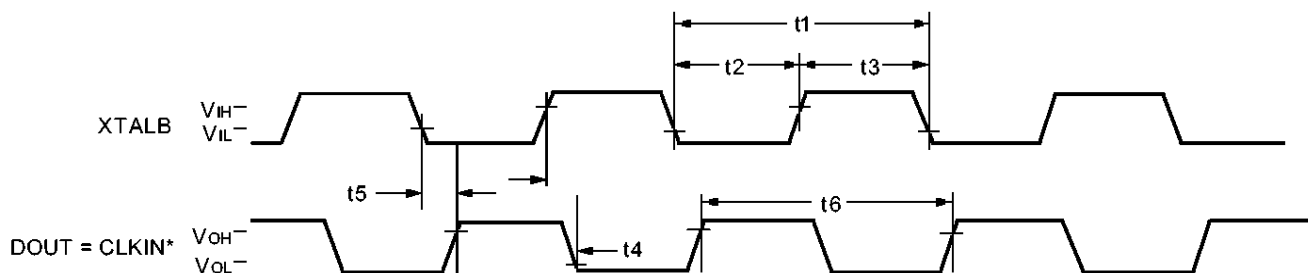 t1
t2
t3
XTALB
VIH
VIL
t5
t6
DOUT = CLKIN*
VOH
VOL
t4